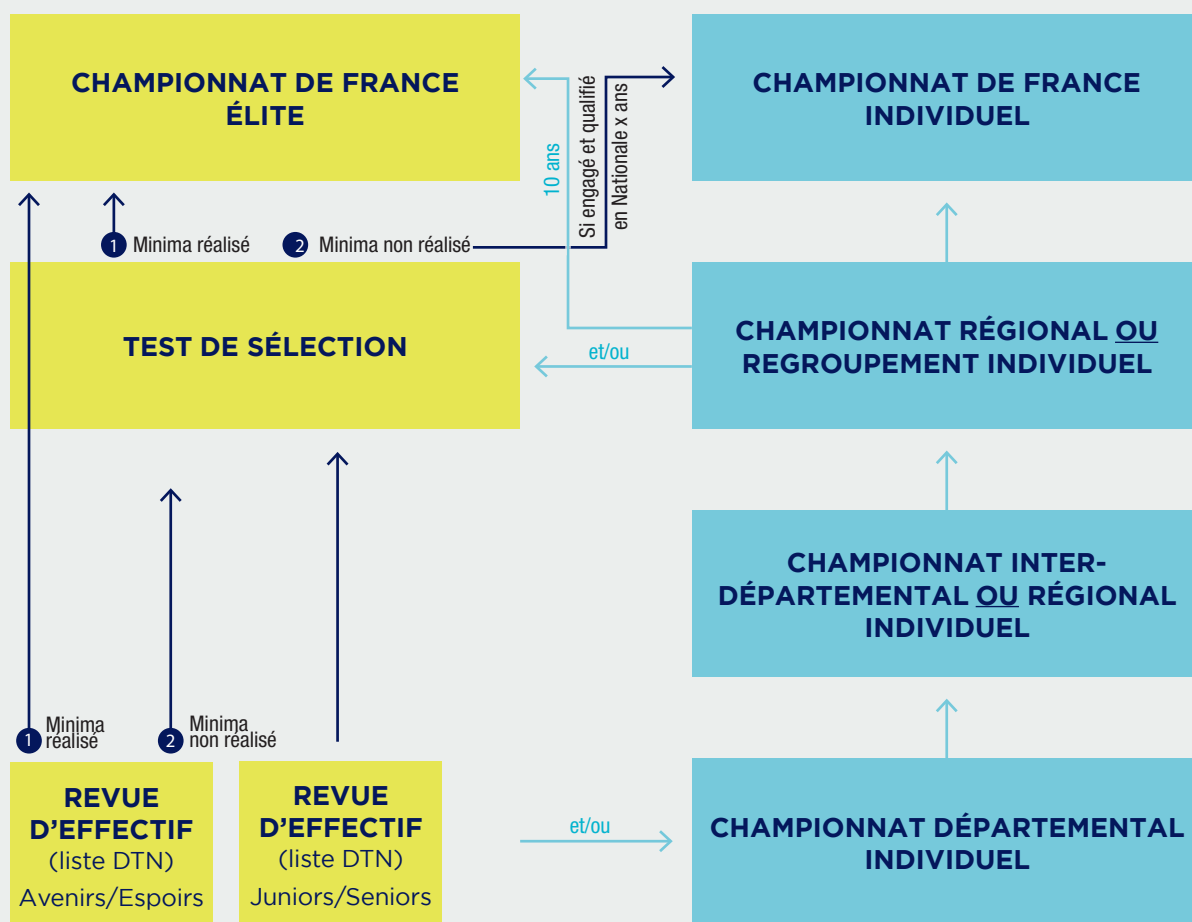 CHAMPIONNAT DE FRANCE
ÉLITE
10 ans
Si engagé et qualifié
en Nationale x ans
CHAMPIONNAT DE FRANCE
INDIVIDUEL
1 Minima réalisé
2 Minima non réalisé
TEST DE SÉLECTION
et/ou
CHAMPIONNAT RÉGIONAL OU
REGROUPEMENT INDIVIDUEL
CHAMPIONNAT INTER-
DÉPARTEMENTAL OU RÉGIONAL
INDIVIDUEL
1 Minima
réalisé
2 Minima
non réalisé
REVUE
D’EFFECTIF
(liste DTN)
Avenirs/Espoirs
REVUE
D’EFFECTIF
(liste DTN)
Juniors/Seniors
et/ou
CHAMPIONNAT DÉPARTEMENTAL
INDIVIDUEL